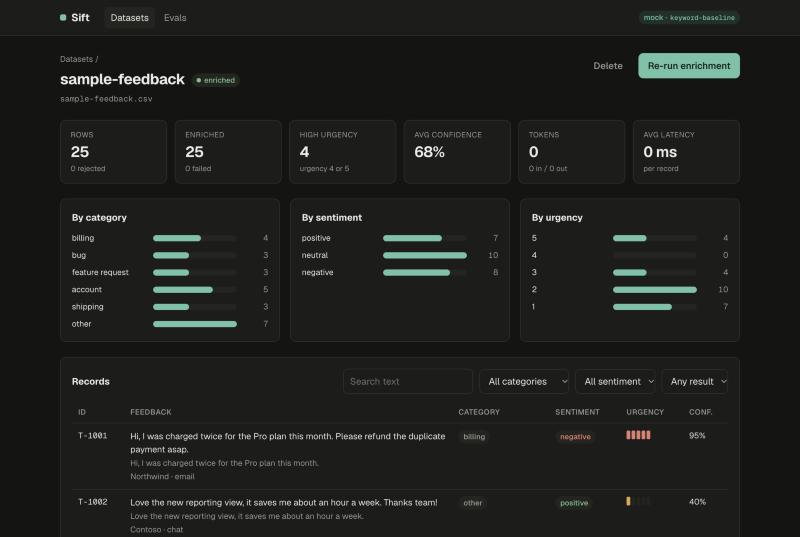 Sift Datasets Evals mock · keyword-baseline
Datasets /
sample-feedback enriched Delete Re-run enrichment
sample-feedback.csv
ROWS ENRICHED HIGH URGENCY AVG CONFIDENCE TOKENS AVG LATENCY
25 25 4 68% 0 0 ms
0 rejected 0 failed urgency 4 or 5 0 in / 0 out per record
By category
billing 4
bug 3
feature request 3
account 5
shipping 3
other 7
By sentiment
positive 7
neutral 10
negative 8
By urgency
5 4
4 0
3 4
2 10
1 7
Records Search text All categories All sentiment Any result
ID FEEDBACK CATEGORY SENTIMENT URGENCY CONF.
T-1001 Hi, I was charged twice for the Pro plan this month. Please refund the duplicate billing negative 95%
payment asap.
Hi, I was charged twice for the Pro plan this month.
Northwind · email
T-1002 Love the new reporting view, it saves me about an hour a week. Thanks team! other positive 40%
Love the new reporting view, it saves me about an hour a week.
Contoso · chat